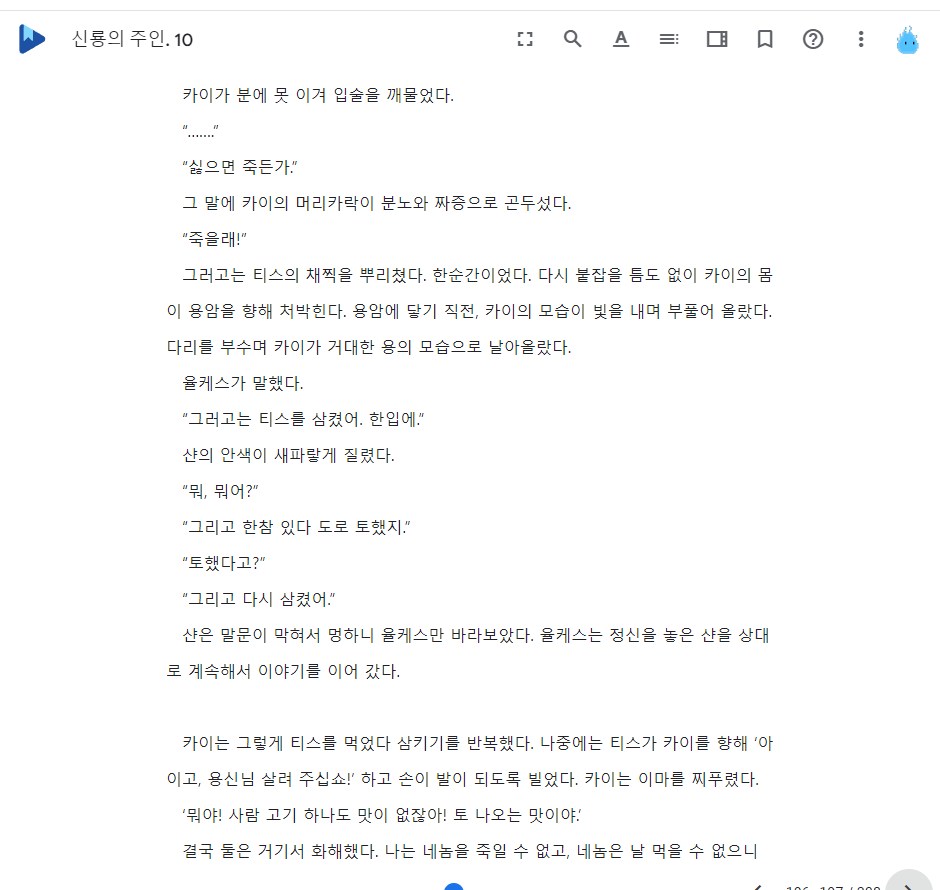 신룡의 주인. 10
카이가 분에 못 이겨 입술을 깨물었다.
“…….”
“싫으면 죽든가.”
그 말에 카이의 머리카락이 분노와 짜증으로 곤두섰다.
“죽을래!”
그러고는 티스의 채찍을 뿌리쳤다. 한순간이었다. 다시 붙잡을 틈도 없이 카이의 몸
이 용암을 향해 처박힌다. 용암에 닿기 직전, 카이의 모습이 빛을 내며 부풀어 올랐다.
다리를 부수며 카이가 거대한 용의 모습으로 날아올랐다.
율케스가 말했다.
“그러고는 티스를 삼켰어. 한입에.”
샨의 안색이 새파랗게 질렸다.
“뭐, 뭐어?”
“그리고 한참 있다 도로 토했지.”
“토했다고?”
“그리고 다시 삼켰어.”
샨은 말문이 막혀서 멍하니 율케스만 바라보았다. 율케스는 정신을 놓은 샨을 상대
로 계속해서 이야기를 이어 갔다.
카이는 그렇게 티스를 먹었다 삼키기를 반복했다. 나중에는 티스가 카이를 향해 ‘아
이고, 용신님 살려 주십쇼!’ 하고 손이 발이 되도록 빌었다. 카이는 이마를 찌푸렸다.
‘뭐야! 사람 고기 하나도 맛이 없잖아! 토 나오는 맛이야.’
결국 둘은 거기서 화해했다. 나는 네놈을 죽일 수 없고, 네놈은 날 먹을 수 없으니